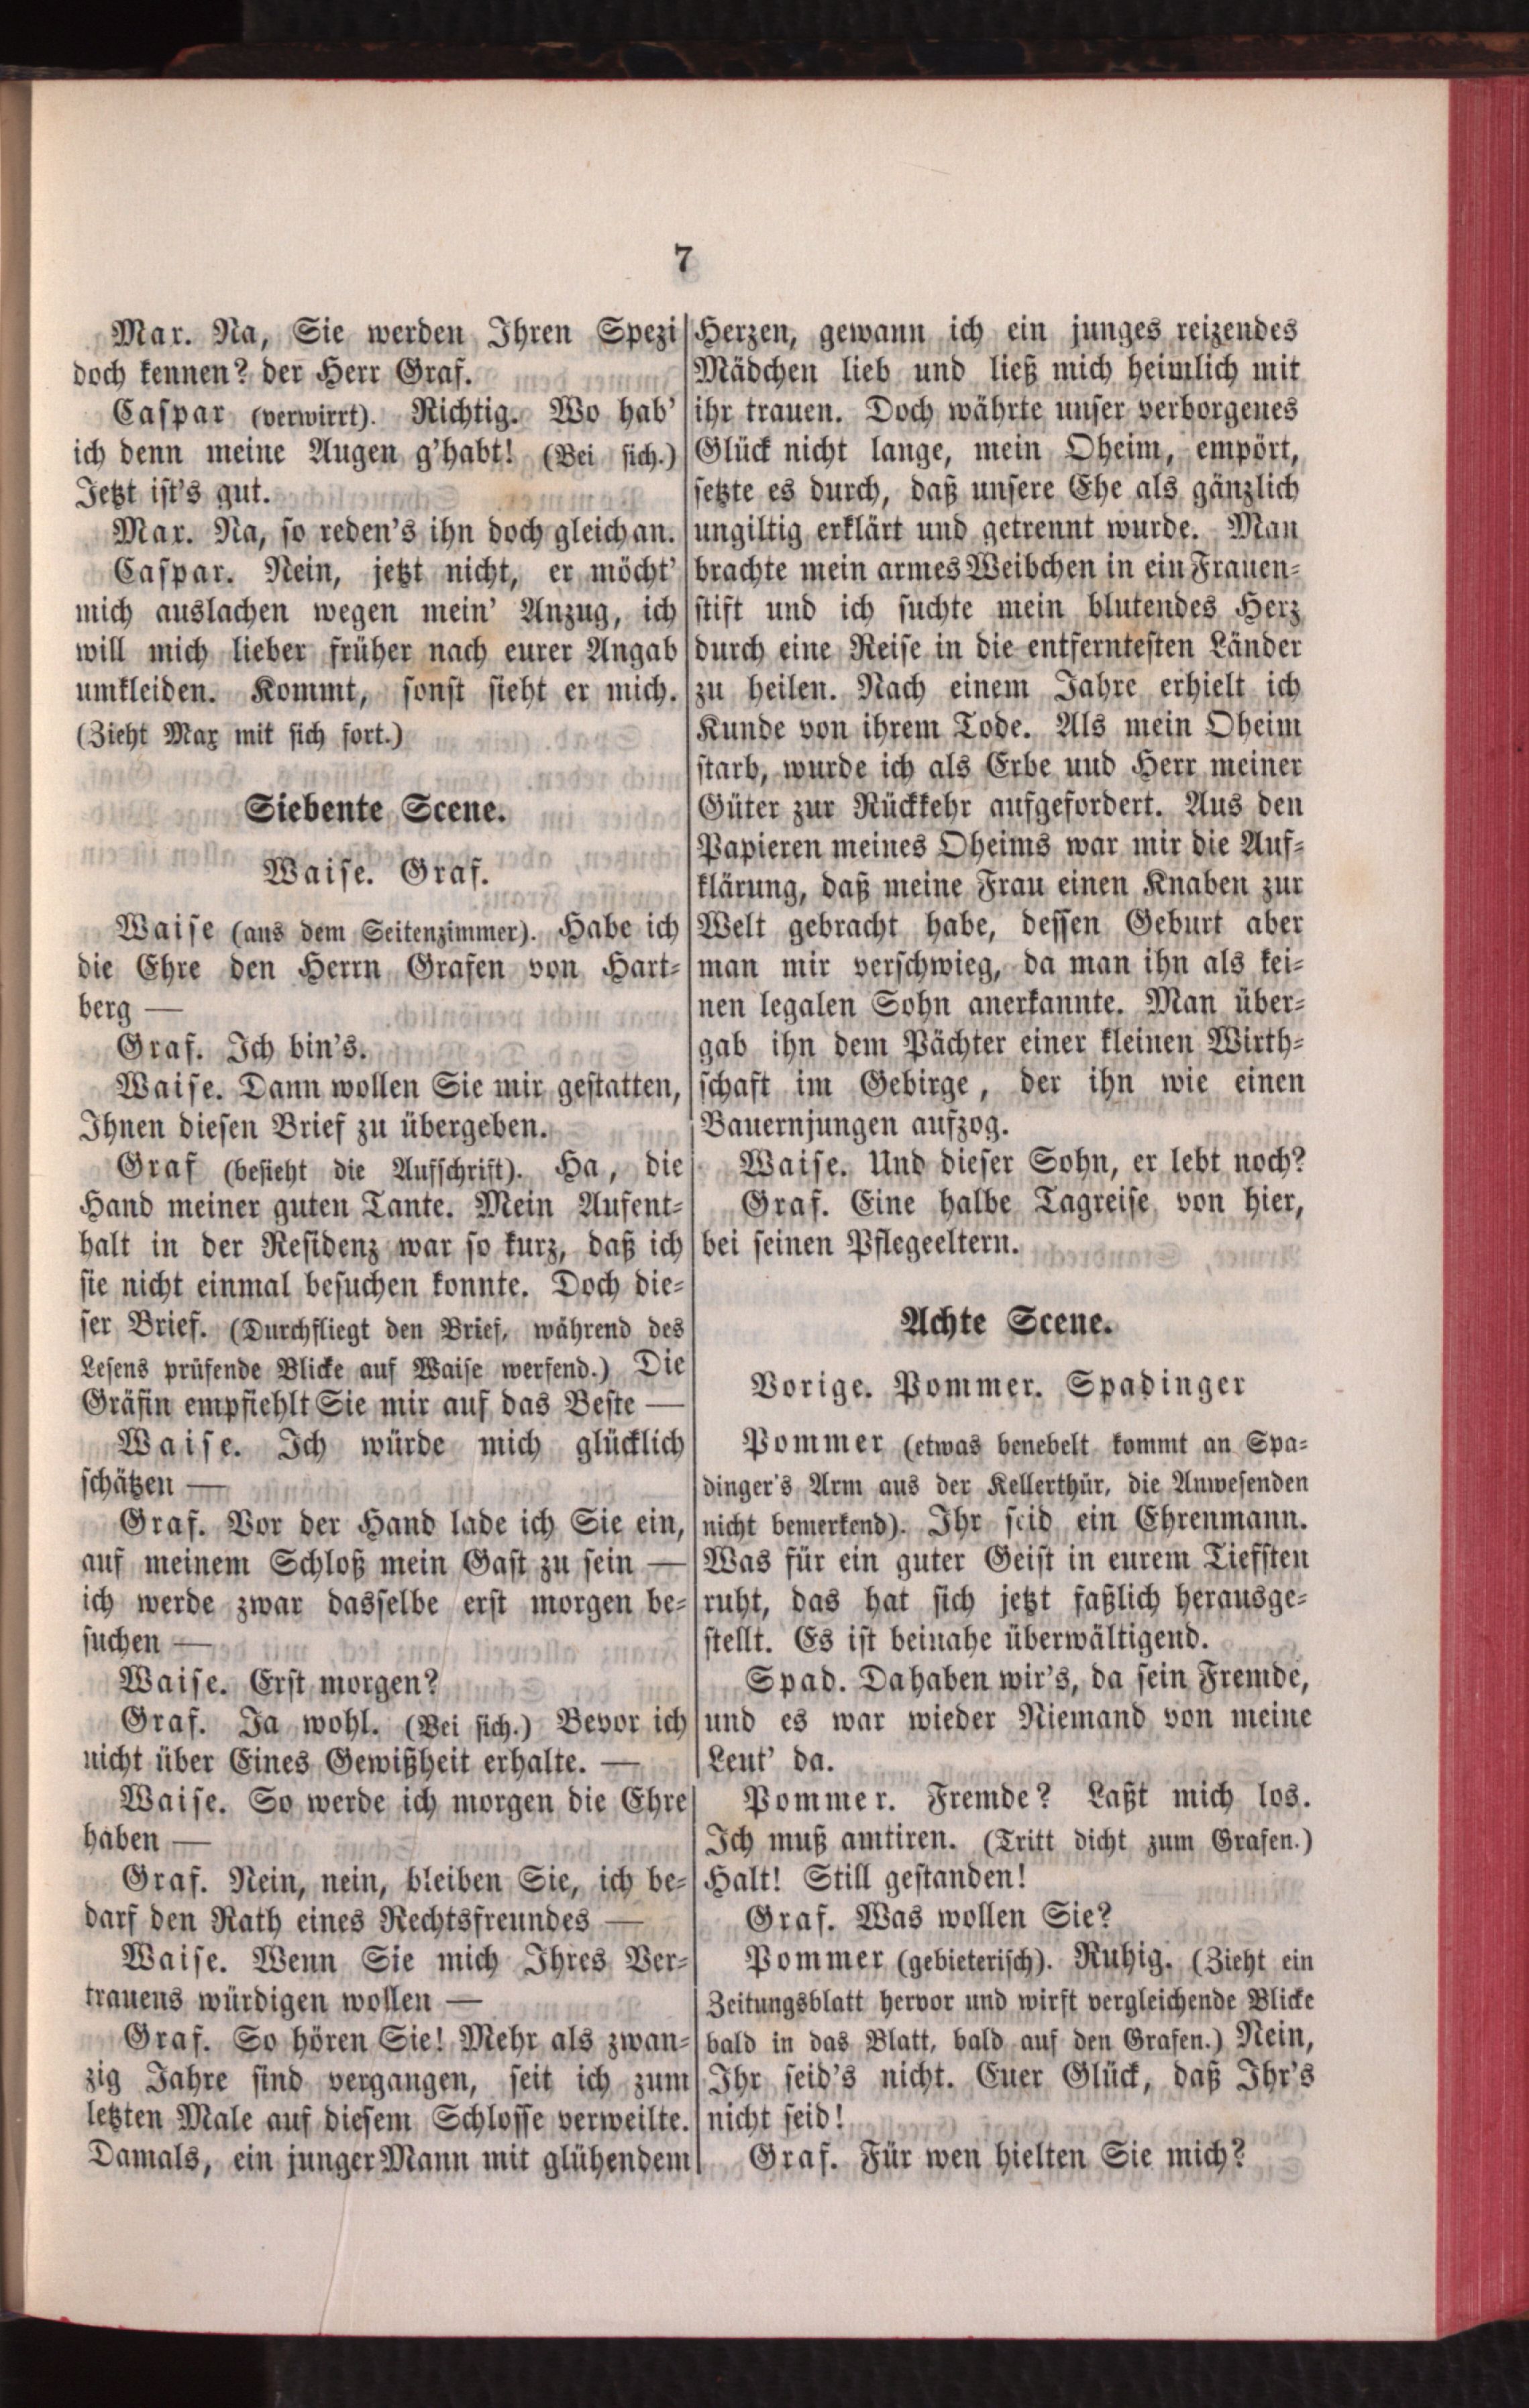 7
Max. Na, Sie werden Ihren Spezi
doch kennen? der Herr Graf.
Caspar (verwirrt). Richtig. Wo hab'
ich denn meine Augen g'habt! (Bei sich.)
Jetzt ist's gut.
Max. Na, so reden's ihn doch gleich an.
Caspar. Nein, jetzt nicht, er möcht'
mich auslachen wegen mein' Anzug, ich
will mich lieber früher nach eurer Angab
umkleiden. Kommt, sonst sieht er mich.
(Zieht Max mit sich fort.)
Siebente Scene.
Waise. Graf.
Waise (aus dem Seitenzimmer). Habe ich
die Ehre den Herrn Grafen von Hart-
berg —
Graf. Ich bin's.
Waise. Dann wollen Sie mir gestatten,
Ihnen diesen Brief zu übergeben.
Graf (besieht die Aufschrift). Ha, die
Hand meiner guten Tante. Mein Aufent-
halt in der Residenz war so kurz, daß ich
sie nicht einmal besuchen konnte. Doch die-
ser Brief. (Durchfliegt den Brief, während des
Lesens prüfende Blicke auf Waise werfend.) Die
Gräfin empfiehlt Sie mir auf das Beste —
Waise. Ich würde mich glücklich
schätzen —
Graf. Vor der Hand lade ich Sie ein,
auf meinem Schloß mein Gast zu sein —
ich werde zwar dasselbe erst morgen be-
suchen —
Waise. Erst morgen?
Graf. Ja wohl. (Bei sich.) Bevor ich
nicht über Eines Gewißheit erhalte. —
Waise. So werde ich morgen die Ehre
haben —
Graf. Nein, nein, bleiben Sie, ich be-
darf den Rath eines Rechtsfreundes —
Waise. Wenn Sie mich Ihres Ver-
trauens würdigen wollen —
Graf. So hören Sie! Mehr als zwan-
zig Jahre sind vergangen, seit ich zum
letzten Male auf diesem Schlosse verweilte.
Damals, ein junger Mann mit glühendem
Herzen, gewann ich ein junges reizendes
Mädchen lieb und ließ mich heimlich mit
ihr trauen. Doch währte unser verborgenes
Glück nicht lange, mein Oheim, empört,
setzte es durch, daß unsere Ehe als gänzlich
ungiltig erklärt und getrennt wurde. Man
brachte mein armes Weibchen in ein Frauen-
stift und ich suchte mein blutendes Herz
durch eine Reise in die entferntesten Länder
zu heilen. Nach einem Jahre erhielt ich
Kunde von ihrem Tode. Als mein Oheim
starb, wurde ich als Erbe und Herr meiner
Güter zur Rückkehr aufgefordert. Aus den
Papieren meines Oheims war mir die Auf-
klärung, daß meine Frau einen Knaben zur
Welt gebracht habe, dessen Geburt aber
man mir verschwieg, da man ihn als kei-
nen legalen Sohn anerkannte. Man über-
gab ihn dem Pächter einer kleinen Wirth-
schaft im Gebirge, der ihn wie einen
Bauernjungen aufzog.
Waise. Und dieser Sohn, er lebt noch?
Graf. Eine halbe Tagreise von hier,
bei seinen Pflegeeltern.
Achte Scene.
Vorige. Pommer. Spadinger
Pommer (etwas benebelt kommt an Spa-
dinger's Arm aus der Kellerthür, die Anwesenden
nicht bemerkend). Ihr seid ein Ehrenmann.
Was für ein guter Geist in eurem Tiefsten
ruht, das hat sich jetzt faßlich herausge-
stellt. Es ist beinahe überwältigend.
Spad. Da haben wir's, da sein Fremde,
und es war wieder Niemand von meine
Leut' da.
Pommer. Fremde? Laßt mich los.
Ich muß amtiren. (Tritt dicht zum Grafen.)
Halt! Still gestanden!
Graf. Was wollen Sie?
Pommer (gebieterisch). Ruhig. (Zieht ein
Zeitungsblatt hervor und wirft vergleichende Blicke
bald in das Blatt, bald auf den Grafen.) Nein,
Ihr seid's nicht. Euer Glück, daß Ihr's
nicht seid!
Graf. Für wen hielten Sie mich?